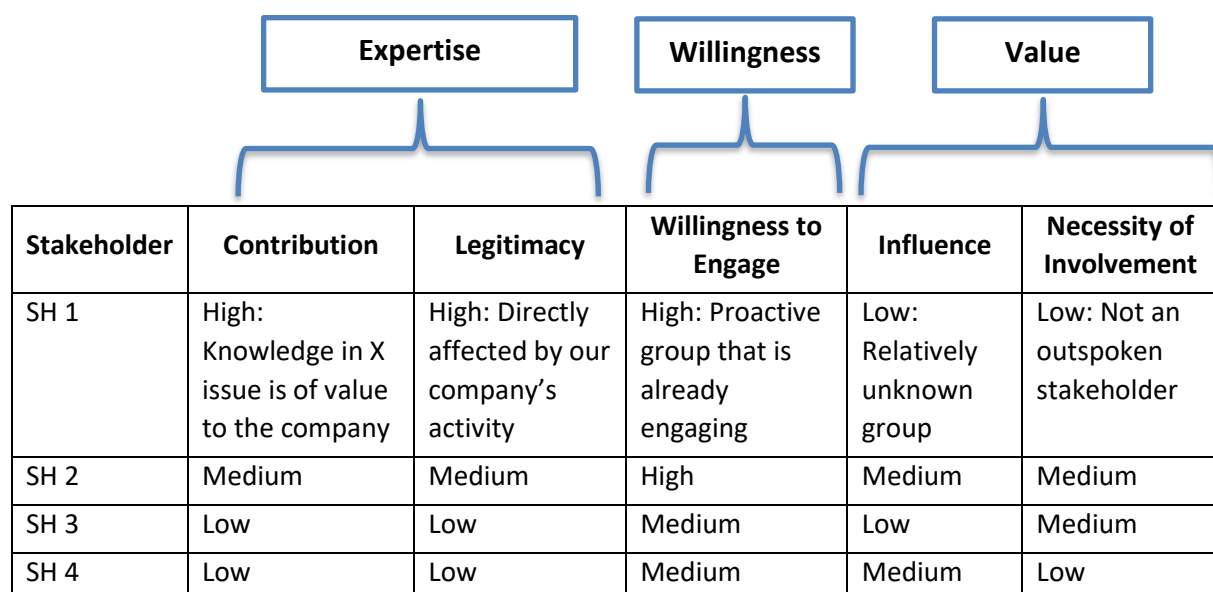 Expertise
Willingness
Value
Stakeholder
Contribution
Legitimacy
Willingness to
Engage
Influence
Necessity of
Involvement
SH 1
High:
Knowledge in X
issue is of value
to the company
High: Directly
affected by our
company’s
activity
High: Proactive
group that is
already
engaging
Low:
Relatively
unknown
group
Low: Not an
outspoken
stakeholder
SH 2
Medium
Medium
High
Medium
Medium
SH 3
Low
Low
Medium
Low
Medium
SH 4
Low
Low
Medium
Medium
Low